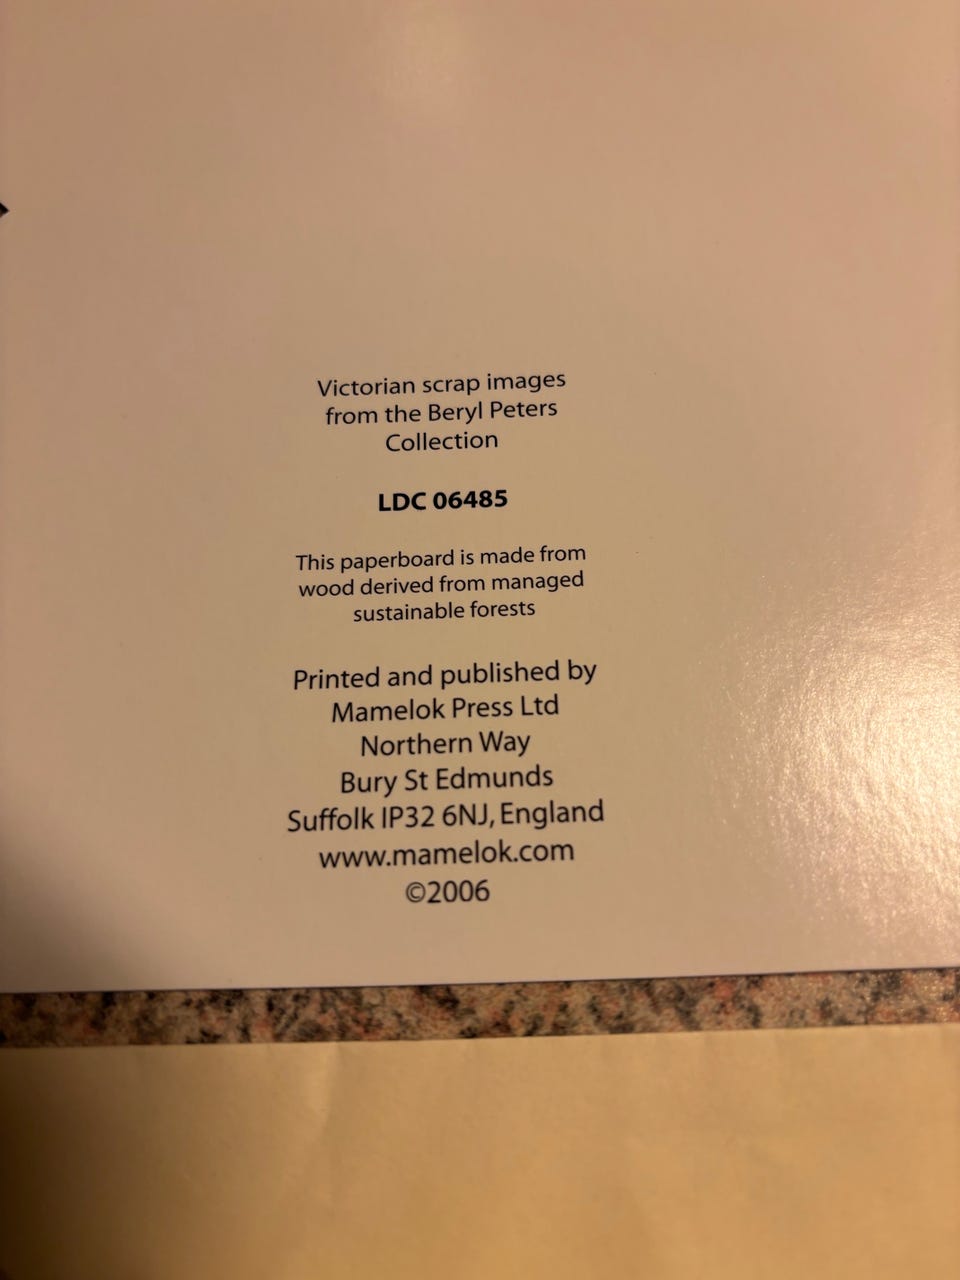 Victorian scrap images
from the Beryl Peters
Collection
LDC 06485
This paperboard is made from
wood derived from managed
sustainable forests
Printed and published by
Mamelok Press Ltd
Northern Way
Bury St Edmunds
Suffolk IP32 6NJ, England
www.mamelok.com
©2006